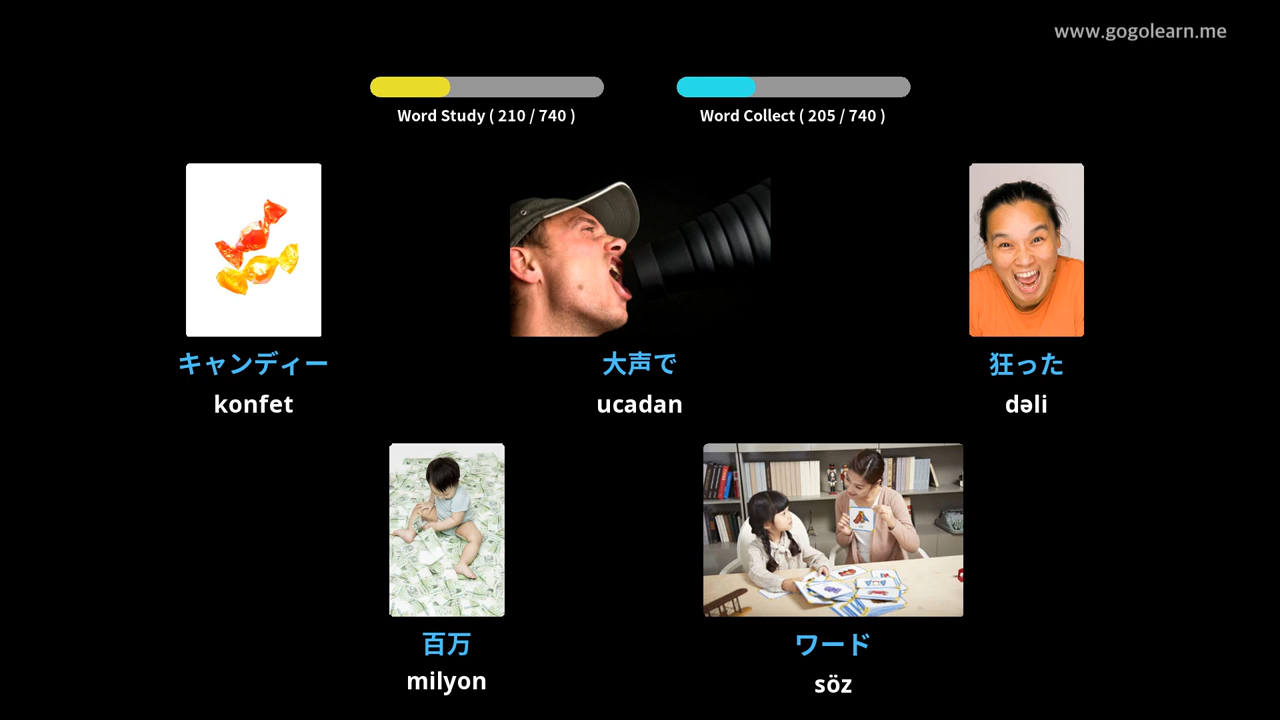 www.gogolearn.me
Word Study ( 210 / 740 )
Word Collect ( 205 / 740 )
キャンディー
konfet
大声で
ucadan
狂った
dəli
百万
milyon
ワード
söz